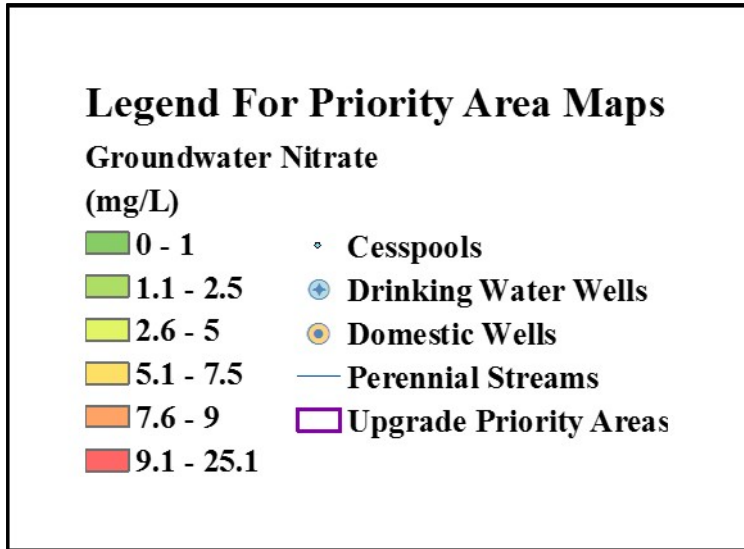 Legend For Priority Area Maps
Groundwater Nitrate
(mg/L)
0 - 1
1.1 - 2.5
2.6 - 5
5.1 - 7.5
7.6 - 9
9.1 - 25.1
Cesspools
Drinking Water Wells
Domestic Wells
Perennial Streams
Upgrade Priority Areas